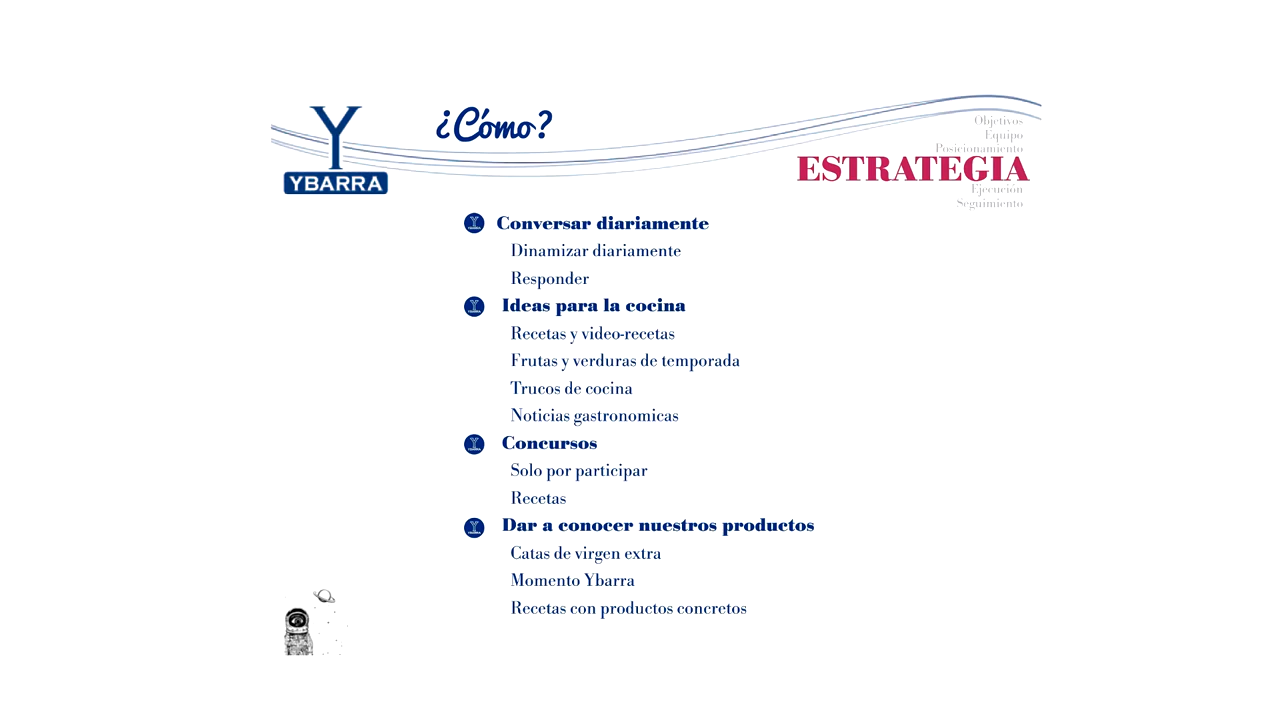 Y
YBARRA
¿Cómo?
Objetivos
Equipo
Posicionamiento
ESTRATEGIA
Ejecución
Seguimiento
Conversar diariamente
Dinamizar diariamente
Responder
Ideas para la cocina
Recetas y video-recetas
Frutas y verduras de temporada
Trucos de cocina
Noticias gastronomicas
Concursos
Solo por participar
Recetas
Dar a conocer nuestros productos
Catas de virgen extra
Momento Ybarra
Recetas con productos concretos